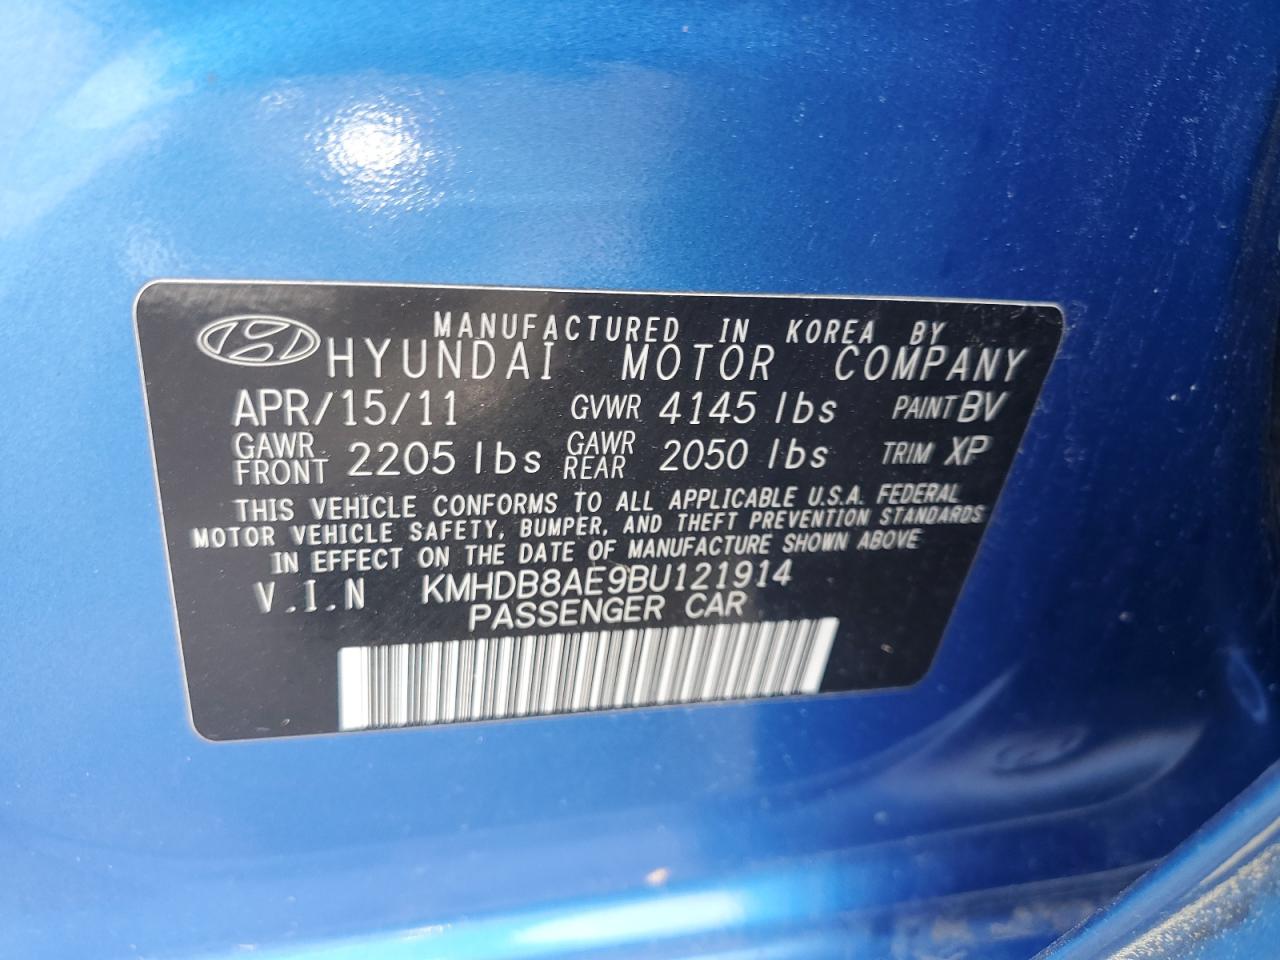 MANUFACTURED IN KOREA BY
HYUNDAI MOTOR COMPANY
APR/15/11 GVWR 4145 lbs PAINT BV
GAWR FRONT 2205 lbs GAWR REAR 2050 lbs TRIM XP
THIS VEHICLE CONFORMS TO ALL APPLICABLE U.S.A. FEDERAL
MOTOR VEHICLE SAFETY, BUMPER, AND THEFT PREVENTION STANDARDS
IN EFFECT ON THE DATE OF MANUFACTURE SHOWN ABOVE
V.I.N KMHDB8AE9BU121914
PASSENGER CAR